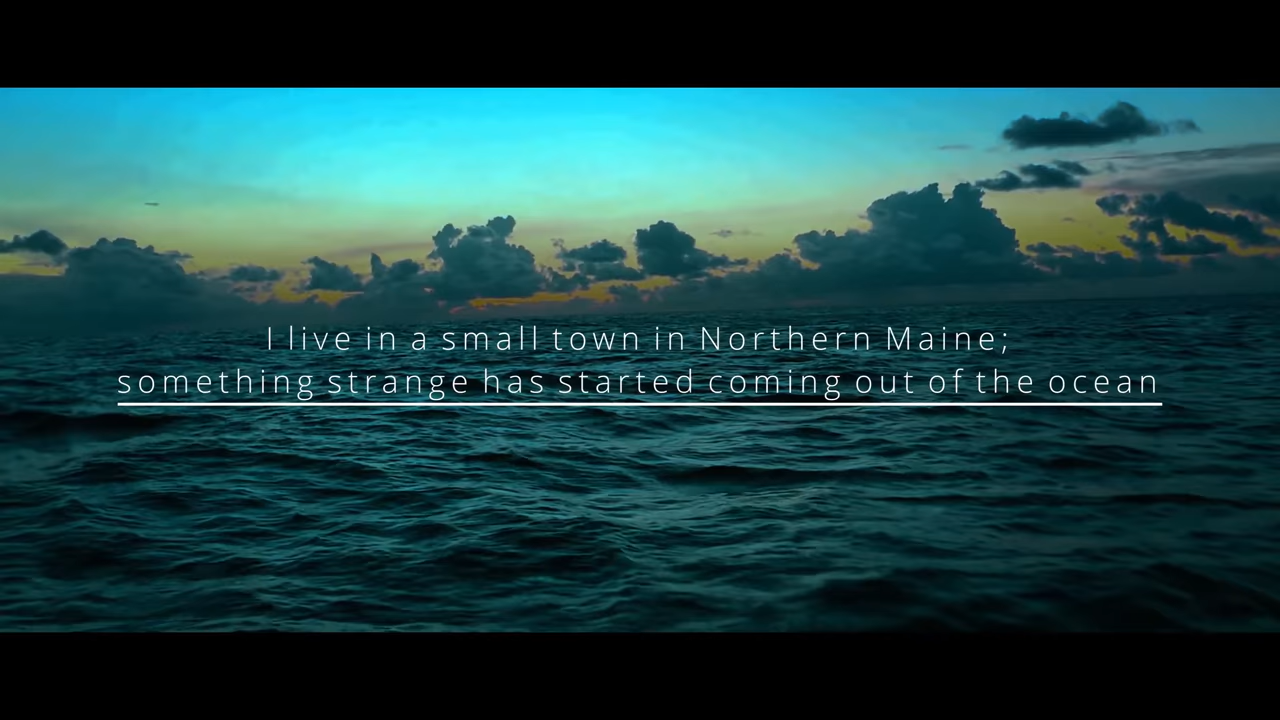 I live in a small town in Northern Maine;
something strange has started coming out of the ocean